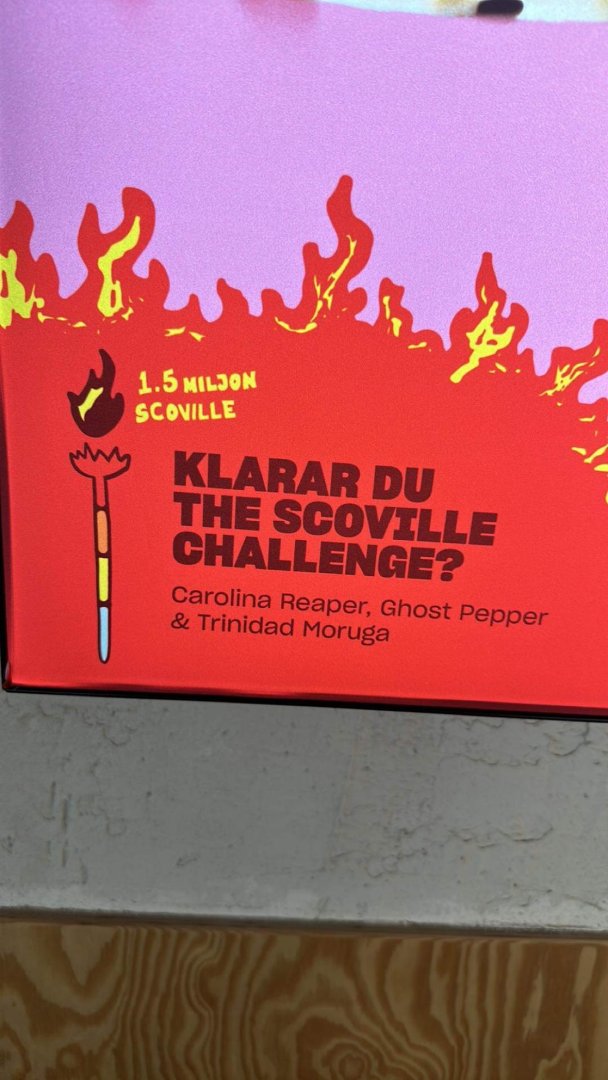 1.5 MILJON
SCOVILLE
KLARAR DU
THE SCOVILLE
CHALLENGE?
Carolina Reaper, Ghost Pepper
& Trinidad Moruga